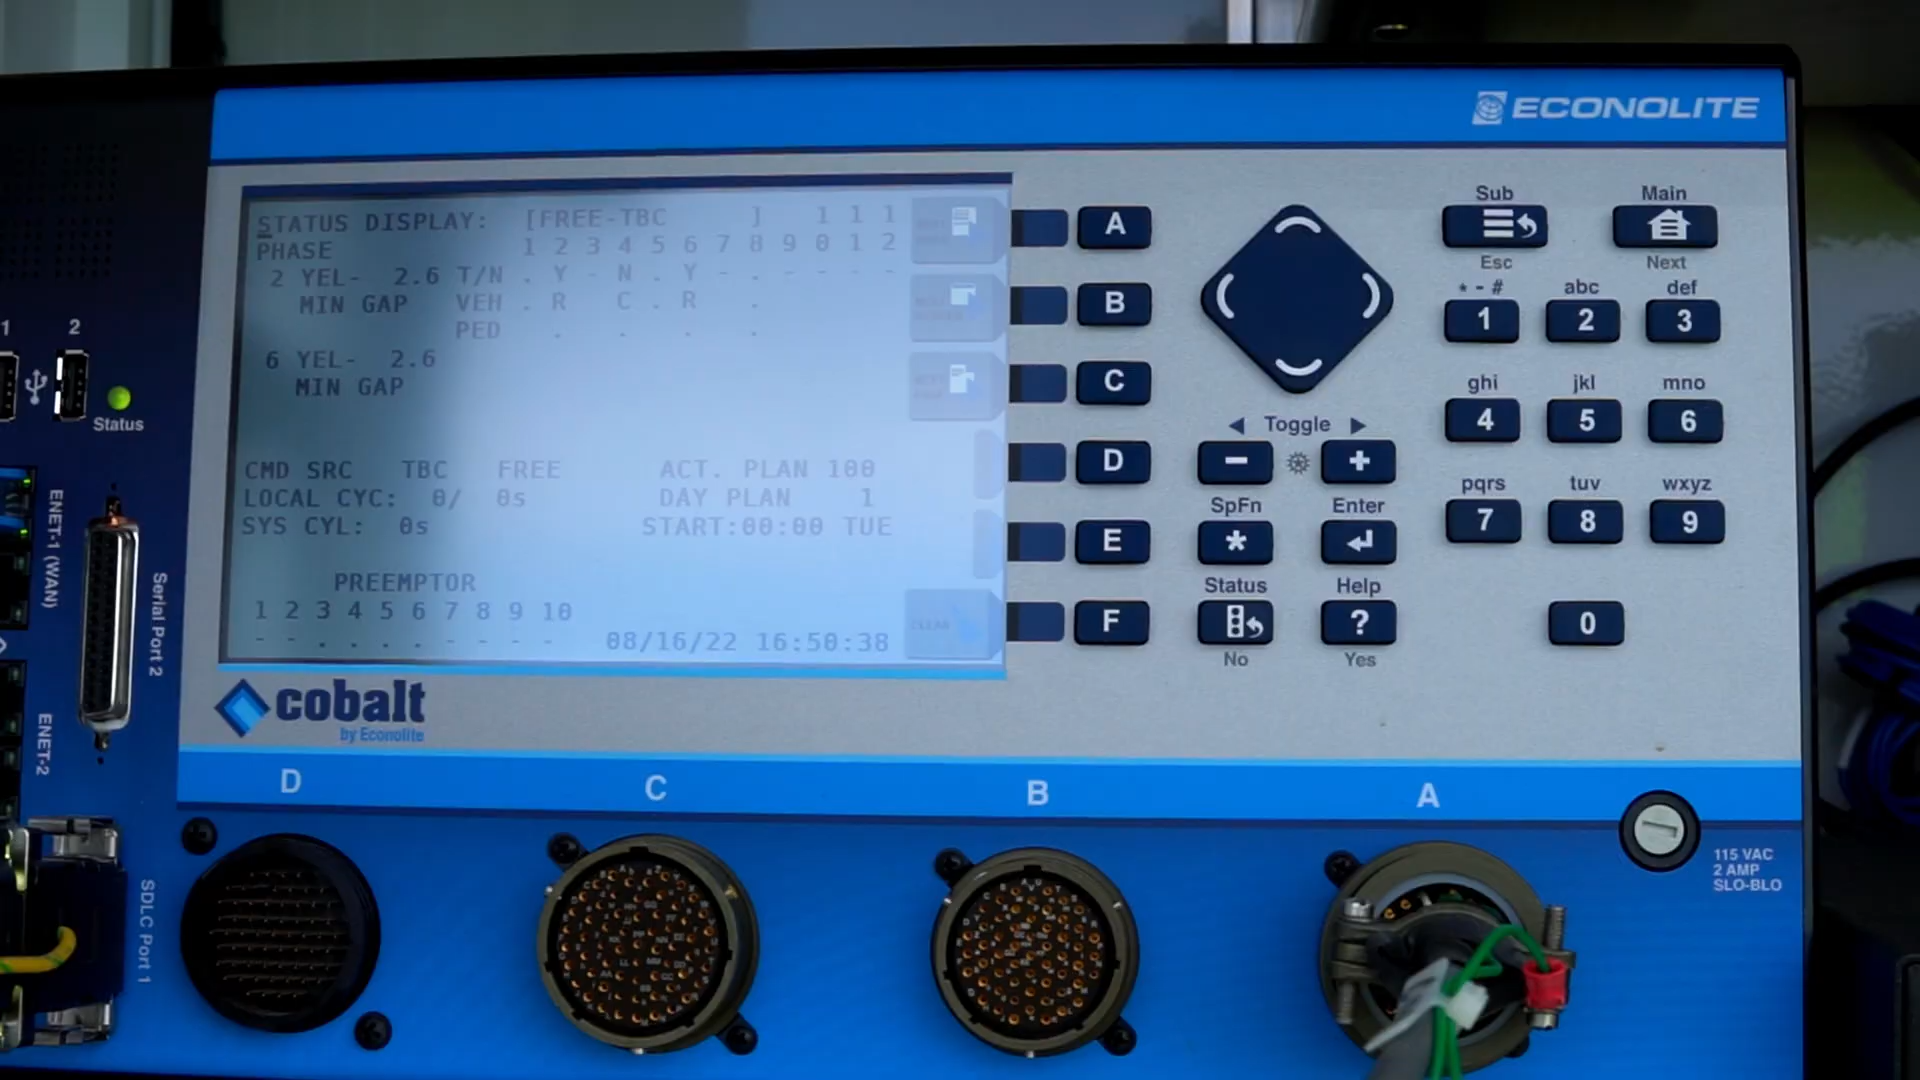 ECONOLITE
STATUS DISPLAY: [FREE-TBC ] 1 1 1
PHASE 1 2 3 4 5 6 7 8 9 0 1 2
2 YEL- 2.6 T/N . Y - N . Y - . - - - -
MIN GAP VEH . R C . R .
PED . . . .
6 YEL- 2.6
MIN GAP
CMD SRC TBC FREE ACT. PLAN 100
LOCAL CYC: 0/ 0s DAY PLAN 1
SYS CYL: 0s START:00:00 TUE
PREEMPTOR
1 2 3 4 5 6 7 8 9 10
- - . . . . - - - -
08/16/22 16:50:38
CLEAR
A
B
C
D
E
F
Sub Main
Esc Next
* - # abc def
1 2 3
ghi jkl mno
4 5 6
pqrs tuv wxyz
7 8 9
0
◀ Toggle ▶
- +
SpFn Enter
*
Status Help
?
No Yes
1 2
Status
ENET-1 (WAN)
Serial Port 2
ENET-2
SDLC Port 1
cobalt
by Econolite
D C B A
115 VAC
2 AMP
SLO-BLO